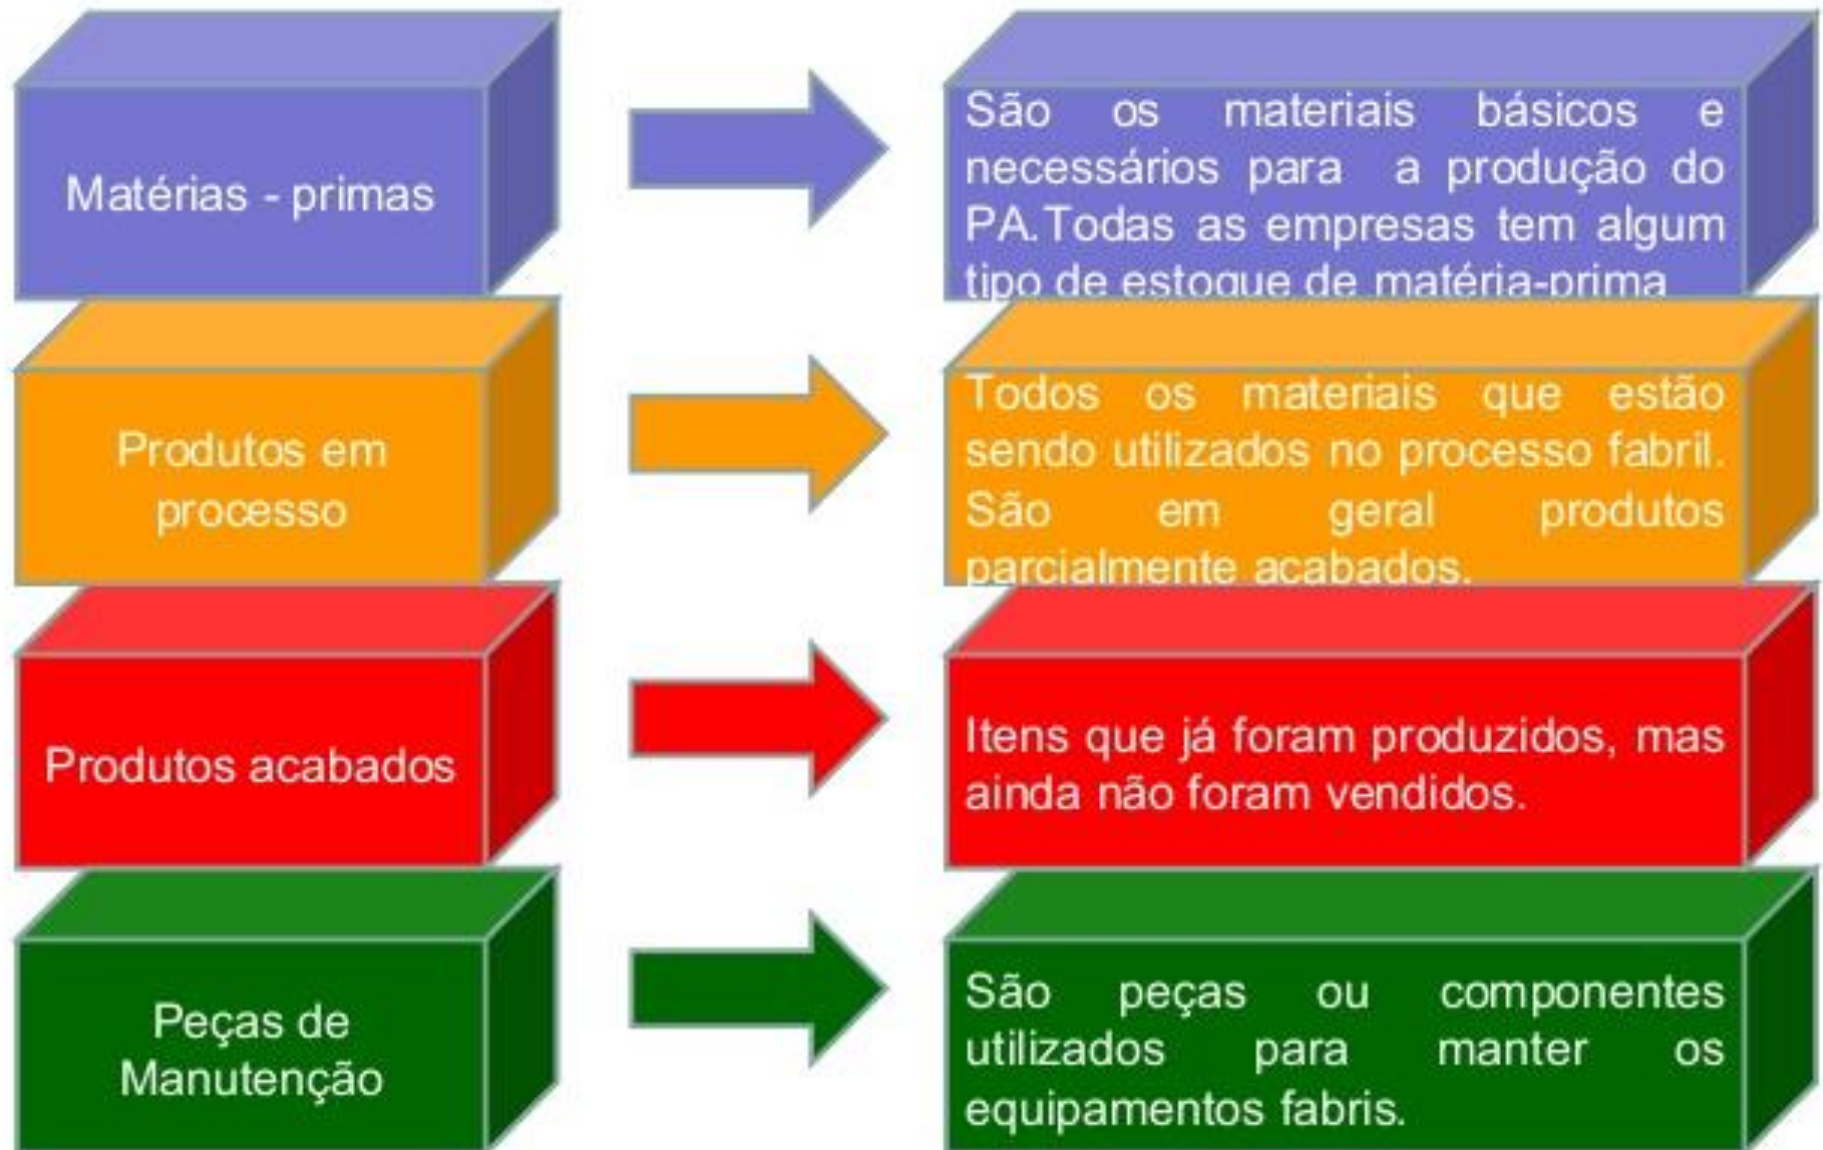 Matérias - primas
São os materiais básicos e
necessários para a produção do
PA.Todas as empresas tem algum
tipo de estoque de matéria-prima
Produtos em
processo
Todos os materiais que estão
sendo utilizados no processo fabril.
São em geral produtos
parcialmente acabados.
Produtos acabados
Itens que já foram produzidos, mas
ainda não foram vendidos.
Peças de
Manutenção
São peças ou componentes
utilizados para manter os
equipamentos fabris.